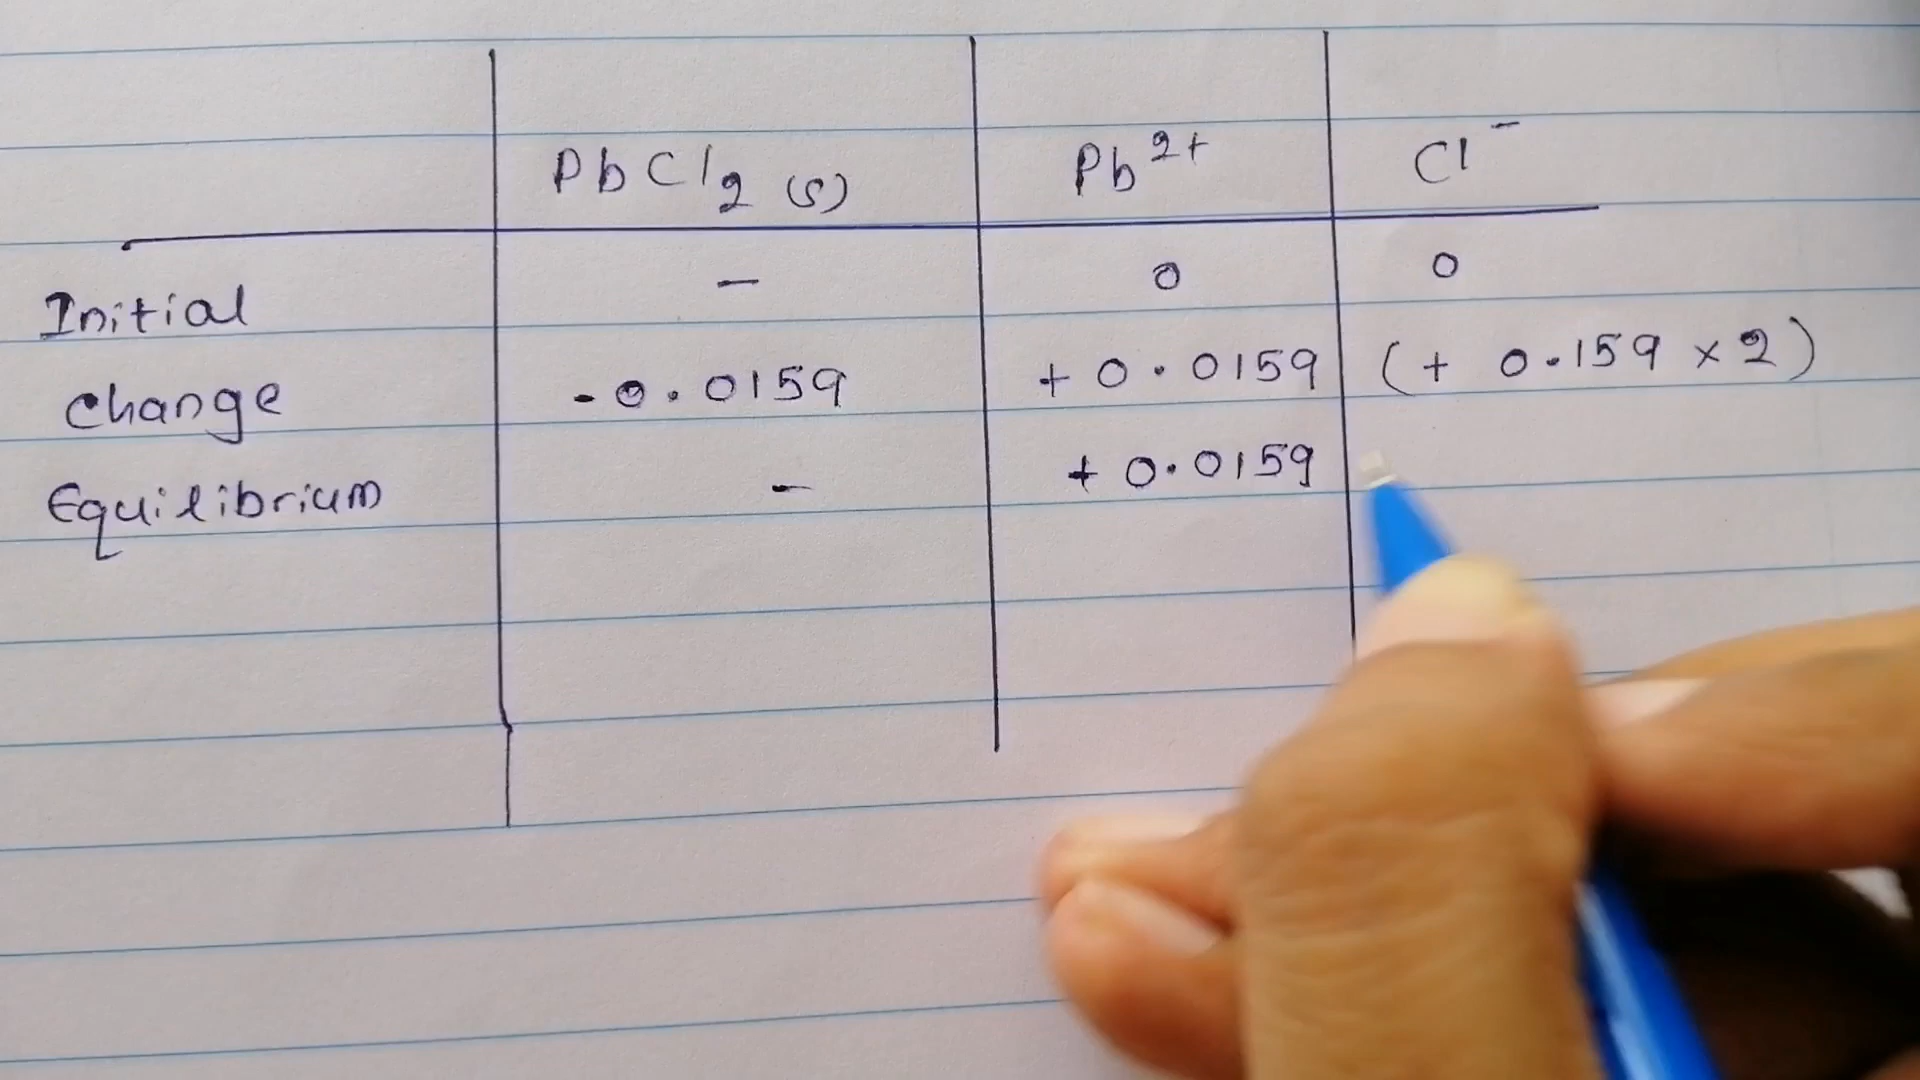 PbCl2 (s) Pb2+ Cl-
Initial - 0 0
change -0.0159 +0.0159 (+ 0.159 x 2)
Equilibrium - +0.0159